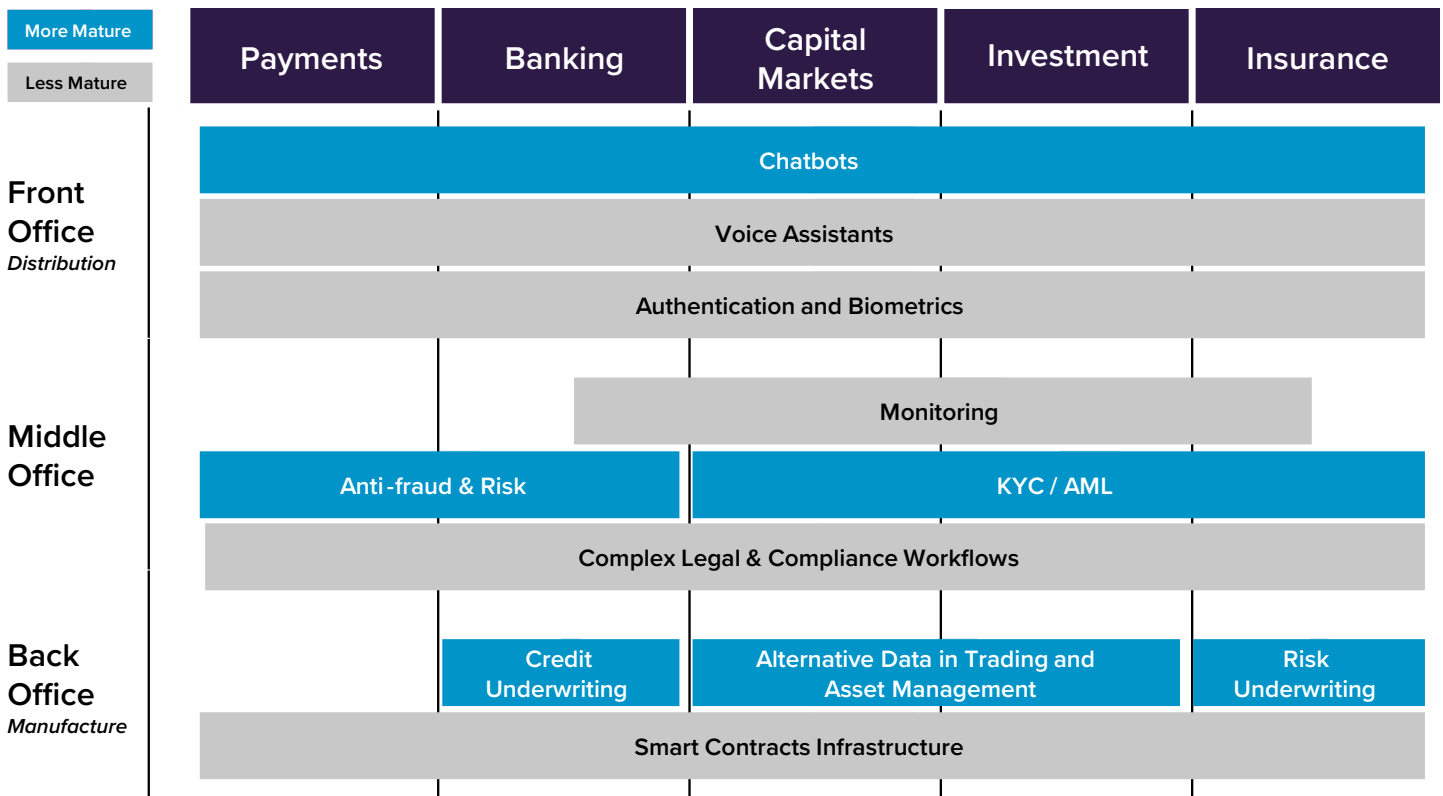 More Mature
Less Mature
Payments
Banking
Capital
Markets
Investment
Insurance
Front
Office
Distribution
Chatbots
Voice Assistants
Authentication and Biometrics
Middle
Office
Monitoring
Anti-fraud & Risk
KYC / AML
Complex Legal & Compliance Workflows
Back
Office
Manufacture
Credit
Underwriting
Alternative Data in Trading and
Asset Management
Risk
Underwriting
Smart Contracts Infrastructure